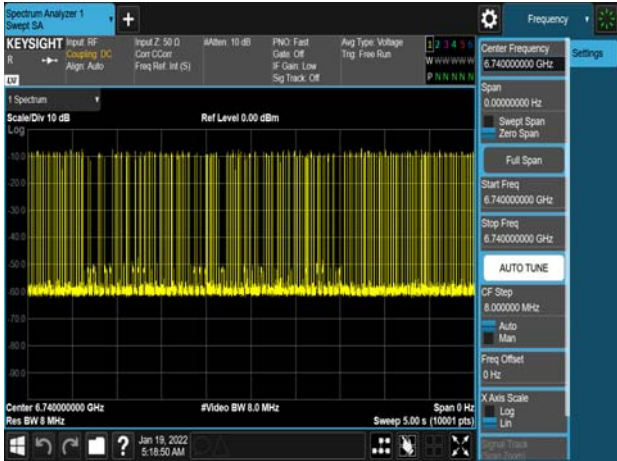 Spectrum Analyzer 1
Swept SA
Frequency
KEYSIGHT
R
Input: RF
Coupling: DC
Align: Auto
Input Z: 50 Ω
Corr CCorr
Freq Ref: Int (S)
#Atten: 10 dB
PNO: Fast
Gate: Off
IF Gain: Low
Sig Track: Off
Avg Type: Voltage
Trig: Free Run
1 2 3 4 5 6
W W W W W W
P N N N N N
LXI
1 Spectrum
Scale/Div 10 dB
Ref Level 0.00 dBm
Log
-10.0
-20.0
-30.0
-40.0
-50.0
-60.0
-70.0
-80.0
-90.0
Center 6.740000000 GHz
Res BW 8 MHz
#Video BW 8.0 MHz
Span 0 Hz
Sweep 5.00 s (10001 pts)
Jan 19, 2022
5:18:50 AM
Center Frequency
6.740000000 GHz
Settings
Span
0.00000000 Hz
Swept Span
Zero Span
Full Span
Start Freq
6.740000000 GHz
Stop Freq
6.740000000 GHz
AUTO TUNE
CF Step
8.000000 MHz
Auto
Man
Freq Offset
0 Hz
X Axis Scale
Log
Lin
Signal Track
(Span Zoom)